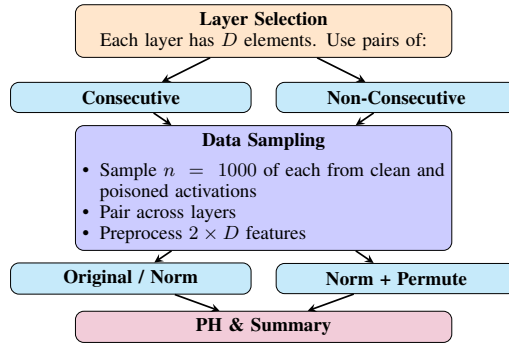 Layer Selection
Each layer has D elements. Use pairs of:
Consecutive
Non-Consecutive
Data Sampling
• Sample n = 1000 of each from clean and
poisoned activations
• Pair across layers
• Preprocess 2 × D features
Original / Norm
Norm + Permute
PH & Summary